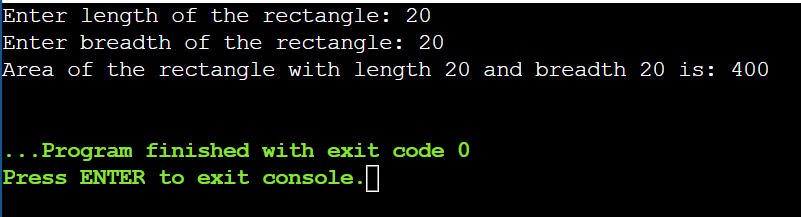 Enter length of the rectangle: 20
Enter breadth of the rectangle: 20
Area of the rectangle with length 20 and breadth 20 is: 400
...Program finished with exit code 0
Press ENTER to exit console.